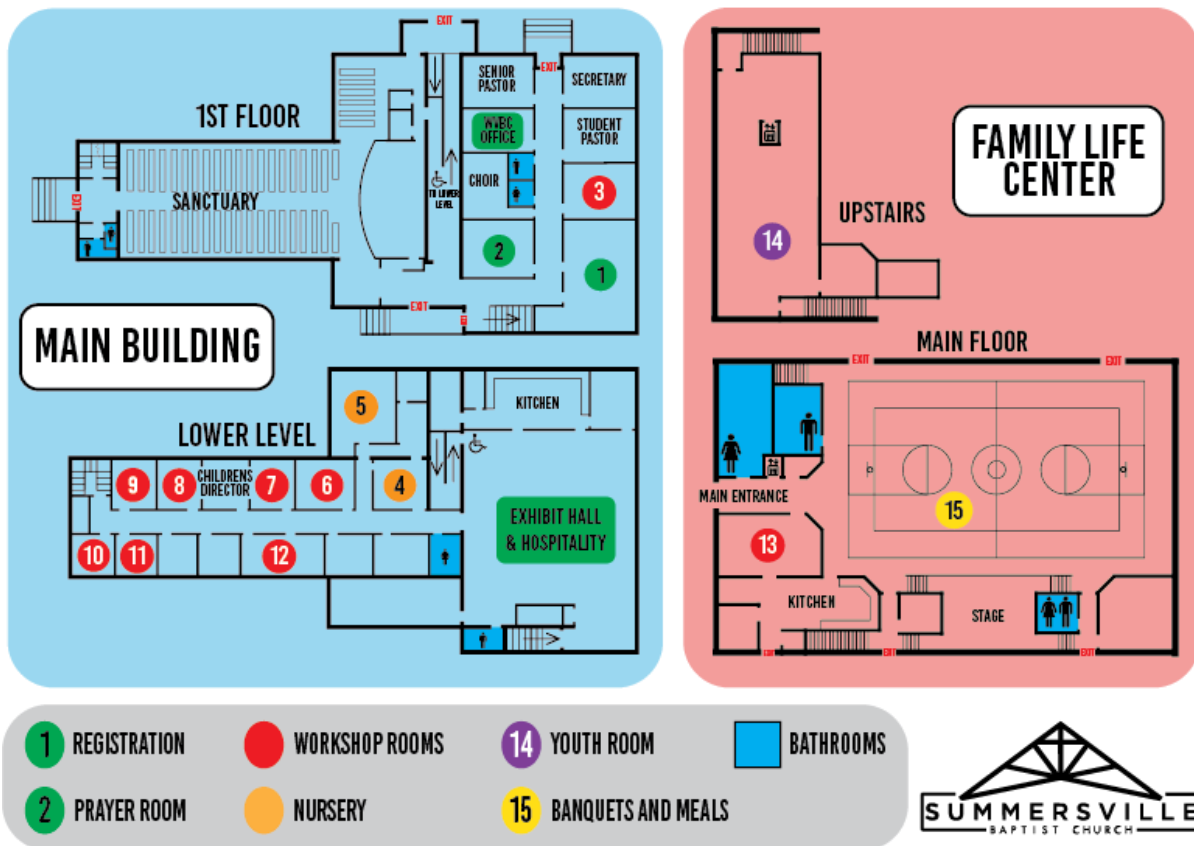 EXIT
SENIOR
PASTOR
EXIT
SECRETARY
1ST FLOOR
WVBC
OFFICE
STUDENT
PASTOR
CHOIR
TO LOWER
LEVEL
3
SANCTUARY
EXIT
2
1
EXIT
EXIT
MAIN BUILDING
5
KITCHEN
LOWER LEVEL
9
8
CHILDRENS
DIRECTOR
7
6
4
EXHIBIT HALL
& HOSPITALITY
10
11
12
FAMILY LIFE
CENTER
UPSTAIRS
14
MAIN FLOOR
EXIT
EXIT
MAIN ENTRANCE
15
13
KITCHEN
STAGE
EXIT
EXIT
EXIT
1 REGISTRATION
WORKSHOP ROOMS
14 YOUTH ROOM
BATHROOMS
2 PRAYER ROOM
NURSERY
15 BANQUETS AND MEALS
SUMMERSVILLE
BAPTIST CHURCH